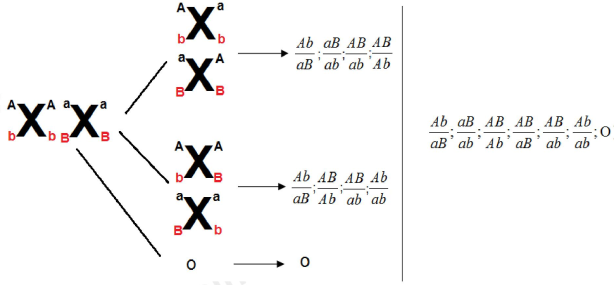 A X a
b b
Ab/aB ; aB/ab ; AB/ab ; AB/Ab
a X A
B B
A X A a X a
b b B B
Ab/aB ; aB/ab ; AB/Ab ; AB/aB ; AB/ab ; Ab/ab ; O
A X A
b B
Ab/aB ; AB/Ab ; AB/ab ; Ab/ab
a X a
B b
O O